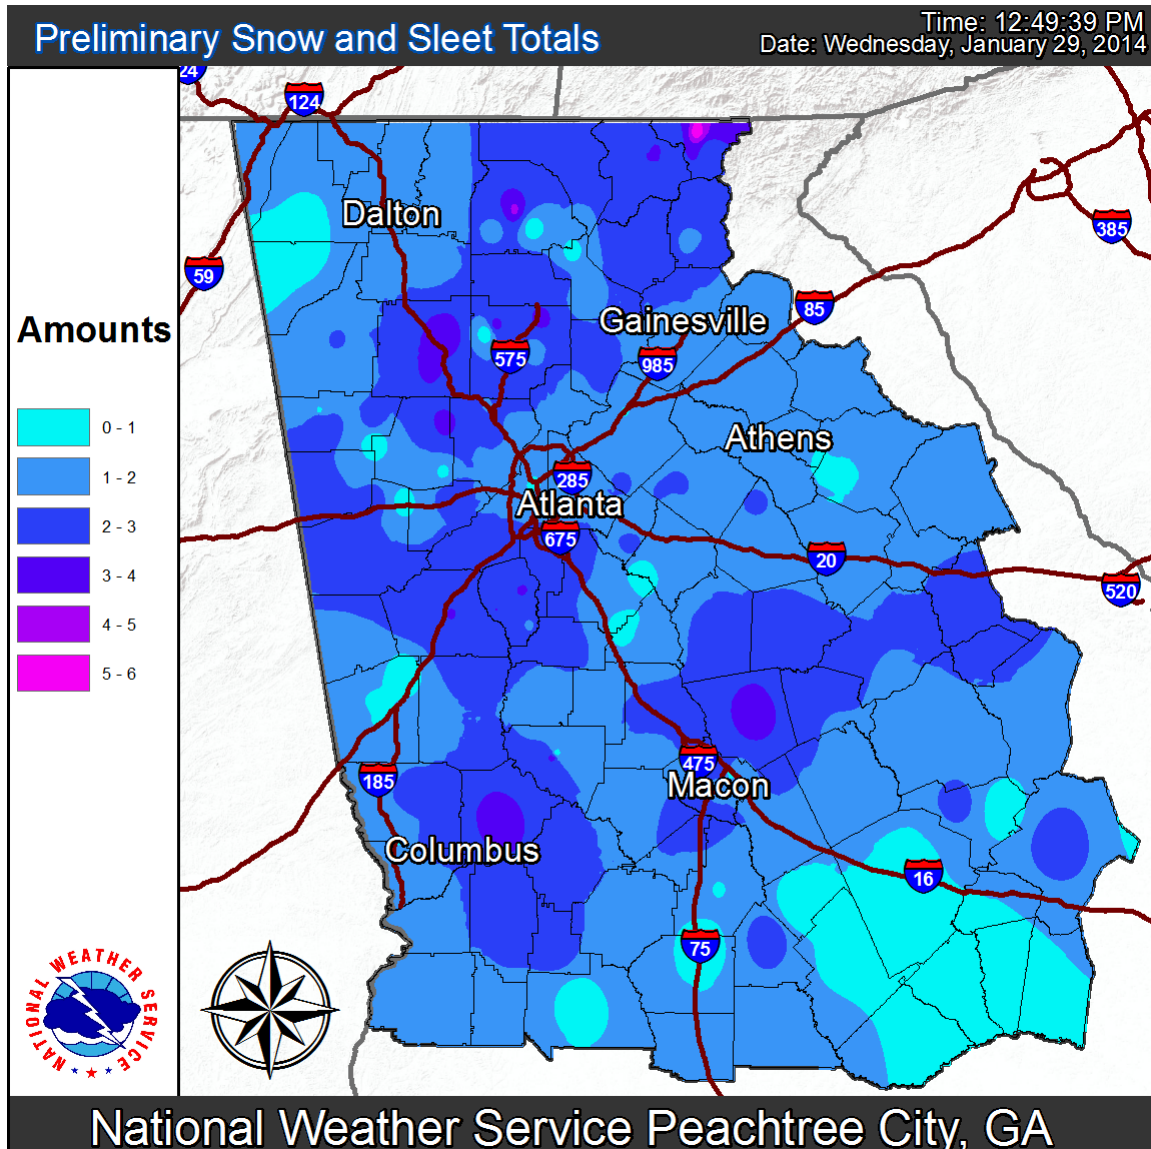 Preliminary Snow and Sleet Totals
Time: 12:49:39 PM
Date: Wednesday, January 29, 2014
24
124
Dalton
385
59
85
Gainesville
575
985
Amounts
0 - 1
1 - 2
2 - 3
3 - 4
4 - 5
5 - 6
Athens
285
Atlanta
675
20
520
475
Macon
185
Columbus
16
75
NATIONAL WEATHER SERVICE
National Weather Service Peachtree City, GA